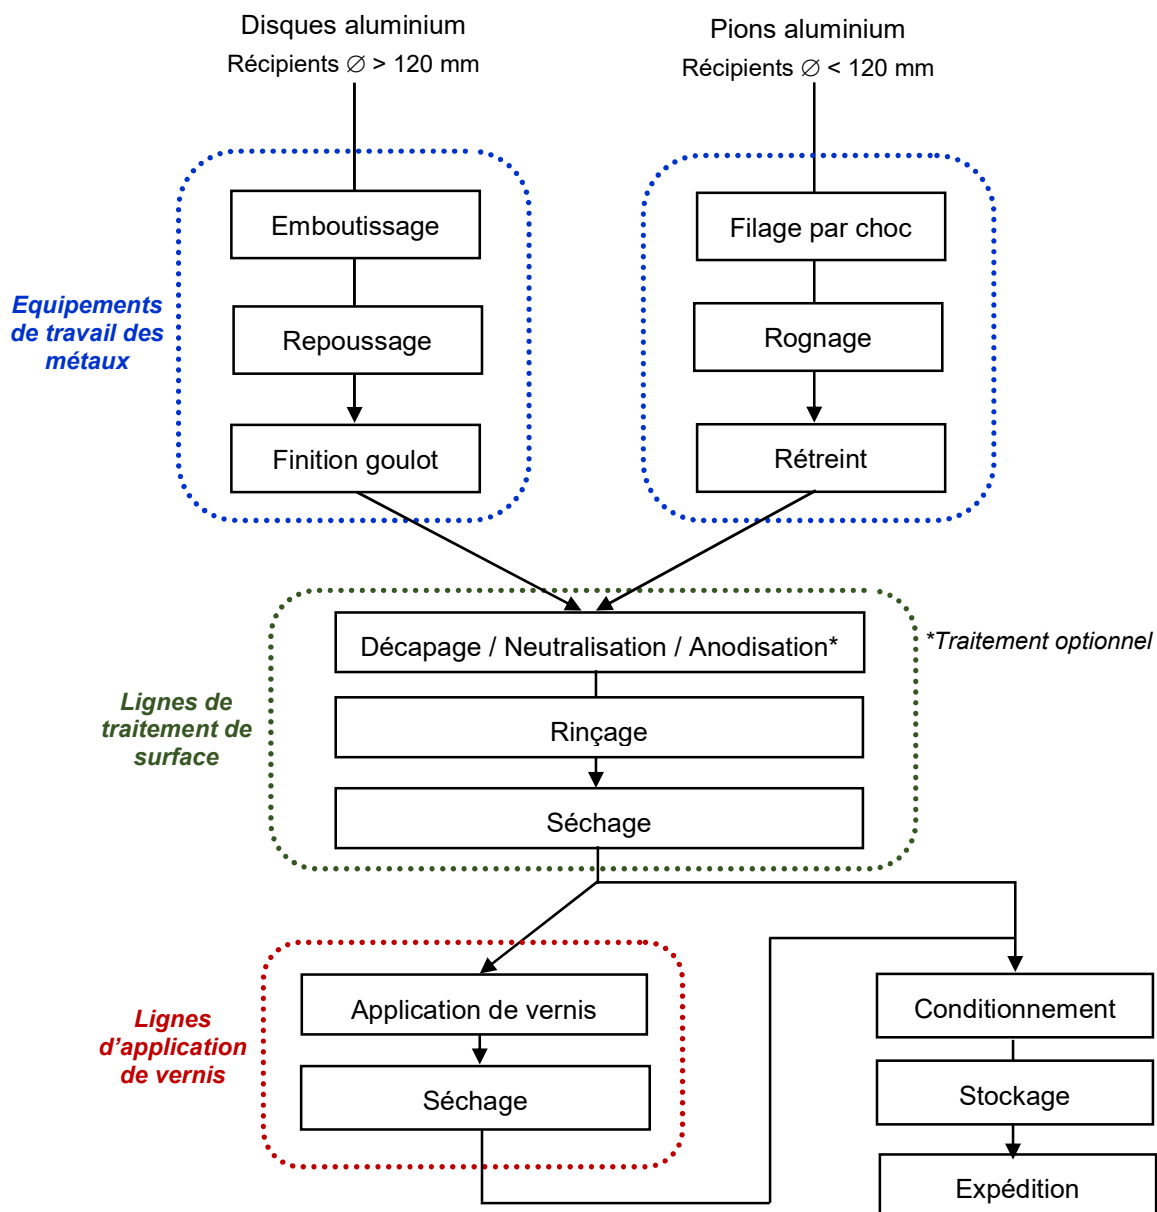 Disques aluminium
Récipients ∅ > 120 mm
Pions aluminium
Récipients ∅ < 120 mm
Equipements
de travail des
métaux
Emboutissage
Repoussage
Finition goulot
Filage par choc
Rognage
Rétreint
Lignes de
traitement de
surface
Décapage / Neutralisation / Anodisation*
*Traitement optionnel
Rinçage
Séchage
Lignes
d'application
de vernis
Application de vernis
Séchage
Conditionnement
Stockage
Expédition